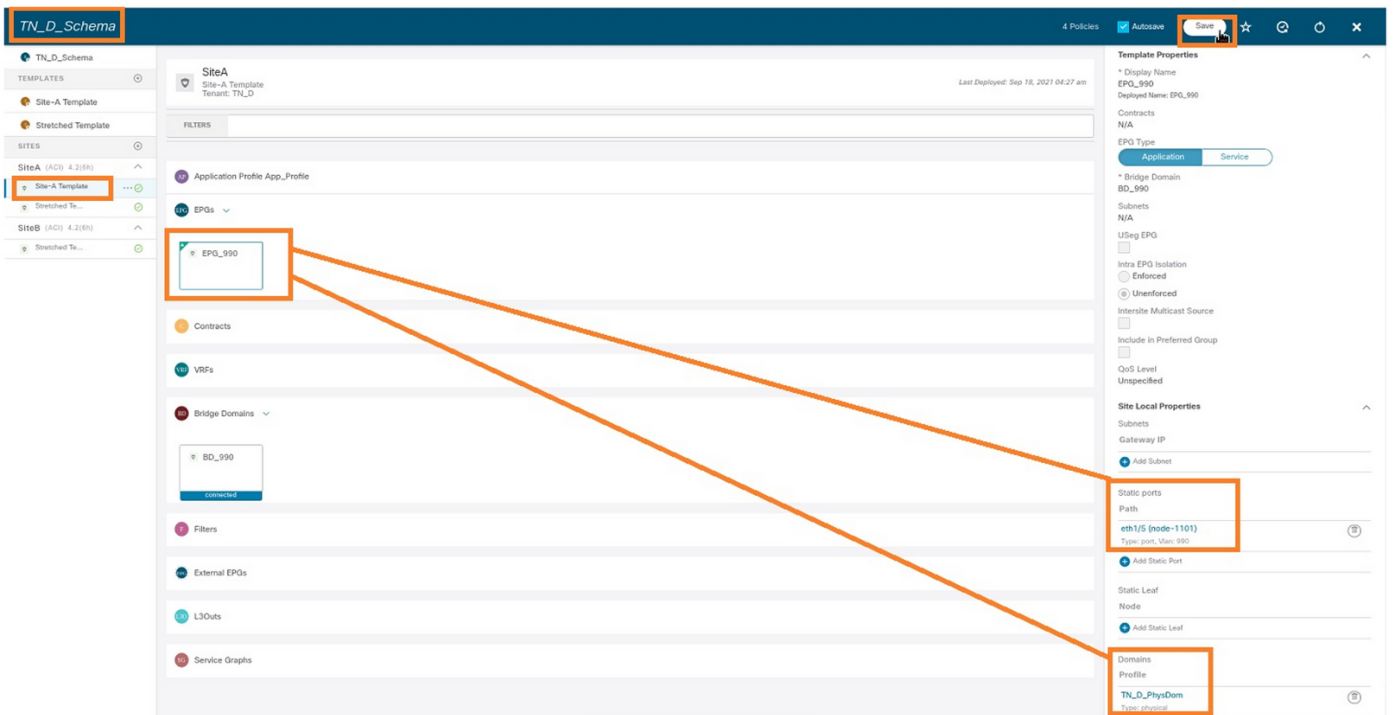 TN_D_Schema
4 Policies
Autosave
Save
TN_D_Schema
TEMPLATES
Site-A Template
Stretched Template
SITES
SiteA (ACI) 4.2(6h)
Site-A Template
Stretched Te...
SiteB (ACI) 4.2(6h)
Stretched Te...
SiteA
Site-A Template
Tenant: TN_D
Last Deployed: Sep 18, 2021 04:27 am
FILTERS
AP Application Profile App_Profile
EPG EPGs
EPG_990
C Contracts
VRF VRFs
BD Bridge Domains
BD_990
connected
F Filters
External EPGs
L3O L3Outs
SG Service Graphs
Template Properties
* Display Name
EPG_990
Deployed Name: EPG_990
Contracts
N/A
EPG Type
Application Service
* Bridge Domain
BD_990
Subnets
N/A
USeg EPG
Intra EPG Isolation
Enforced
Unenforced
Intersite Multicast Source
Include in Preferred Group
QoS Level
Unspecified
Site Local Properties
Subnets
Gateway IP
Add Subnet
Static ports
Path
eth1/5 (node-1101)
Type: port, Vlan: 990
Add Static Port
Static Leaf
Node
Add Static Leaf
Domains
Profile
TN_D_PhysDom
Type: physical